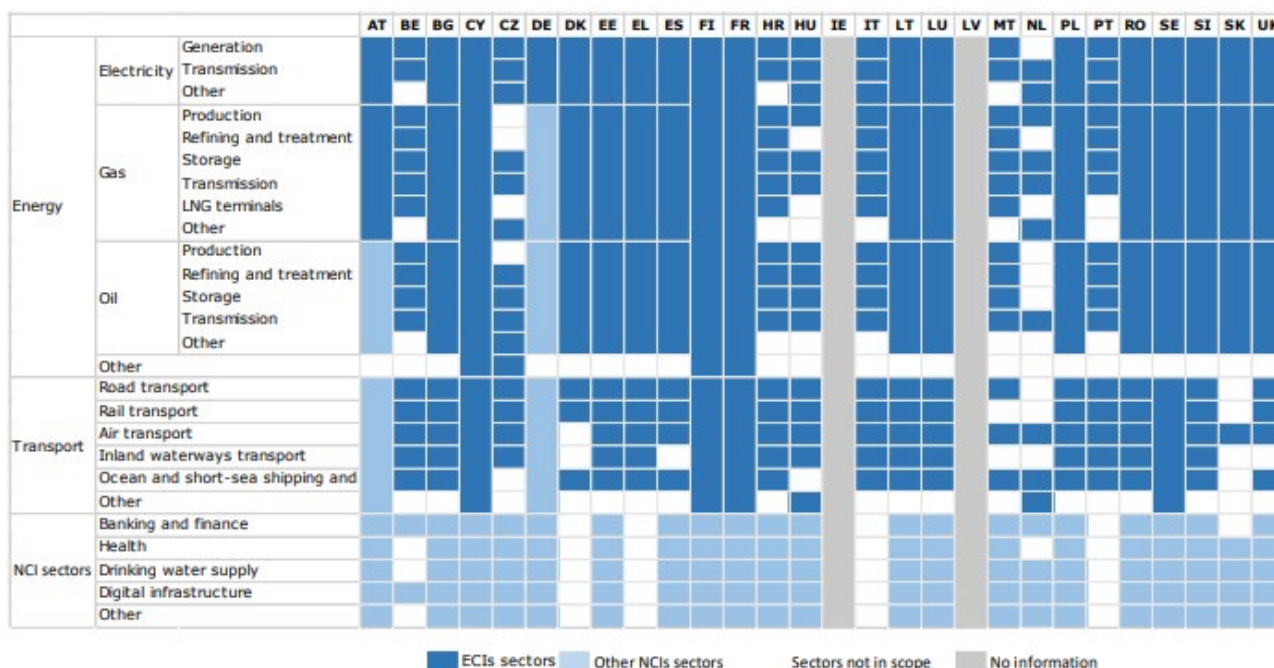 AT BE BG CY CZ DE DK EE EL ES FI FR HR HU IE IT LT LU LV MT NL PL PT RO SE SI SK UK
Energy
Electricity
Generation
Transmission
Other
Gas
Production
Refining and treatment
Storage
Transmission
LNG terminals
Other
Oil
Production
Refining and treatment
Storage
Transmission
Other
Other
Transport
Road transport
Rail transport
Air transport
Inland waterways transport
Ocean and short-sea shipping and
Other
NCI sectors
Banking and finance
Health
Drinking water supply
Digital infrastructure
Other
ECIs sectors Other NCIs sectors Sectors not in scope No information